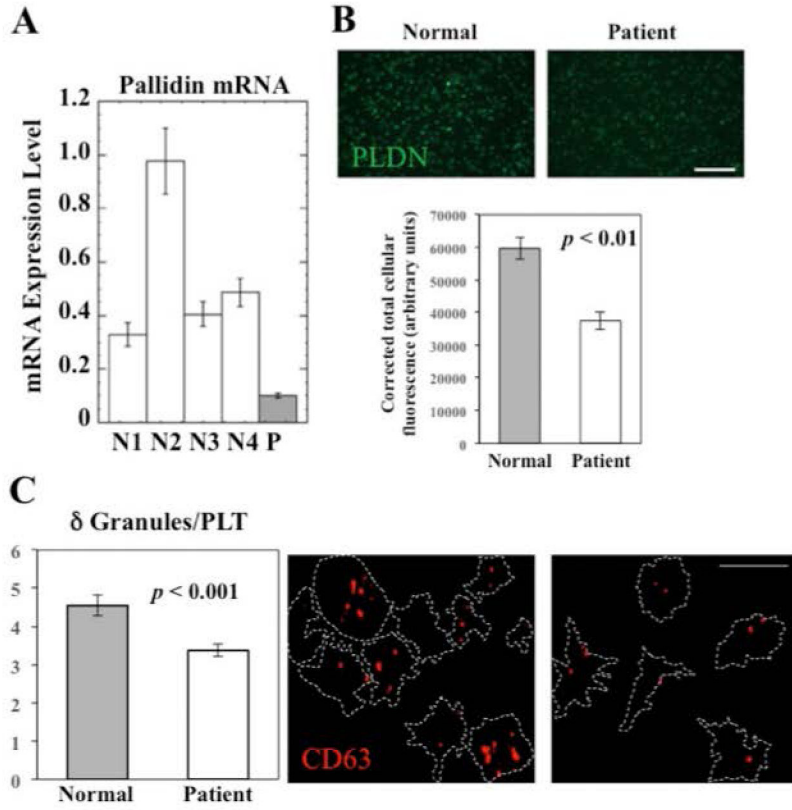 A
Pallidin mRNA
mRNA Expression Level
1.2
1.0
0.8
0.6
0.4
0.2
0
N1 N2 N3 N4 P
B
Normal Patient
PLDN
Corrected total cellular
fluorescence (arbitrary units)
70000
60000
50000
40000
30000
20000
10000
0
p < 0.01
Normal Patient
C
δ Granules/PLT
6
5
4
3
2
1
0
p < 0.001
Normal Patient
CD63